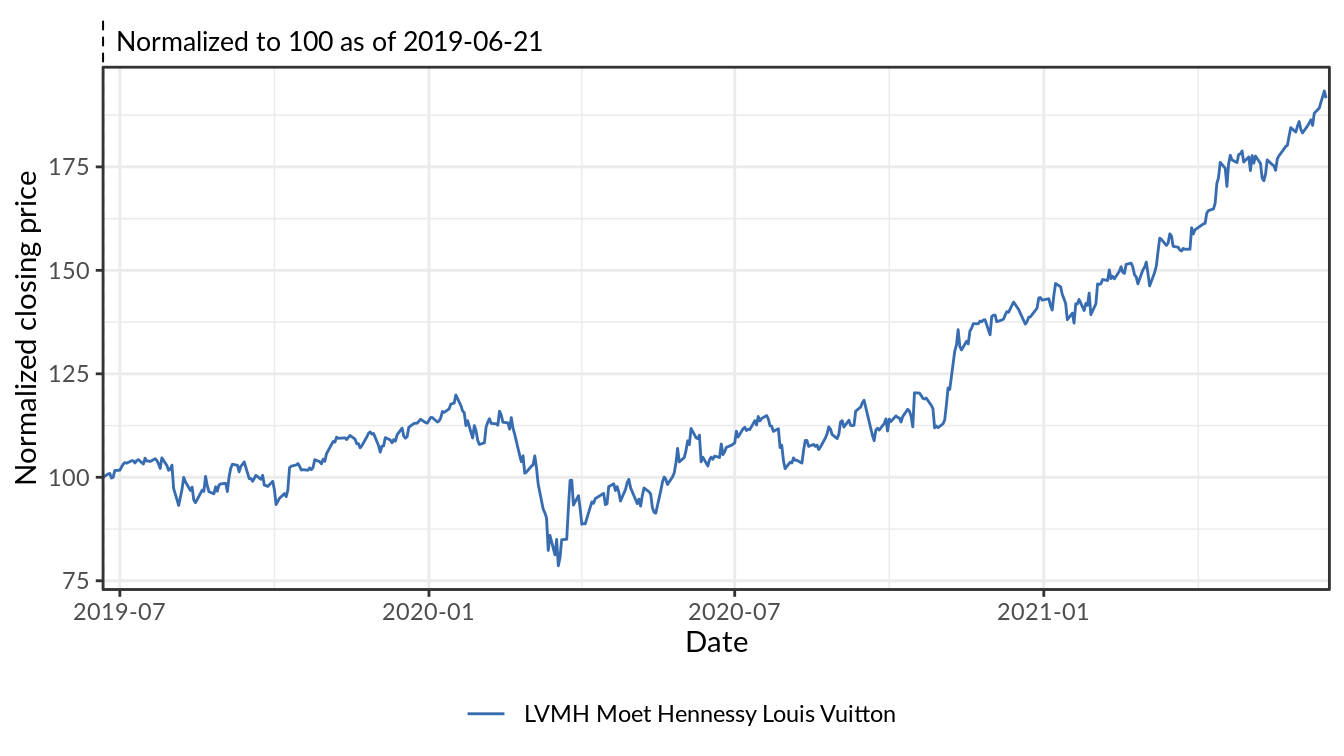 Normalized to 100 as of 2019-06-21
Normalized closing price
175
150
125
100
75
2019-07
2020-01
2020-07
2021-01
Date
LVMH Moet Hennessy Louis Vuitton